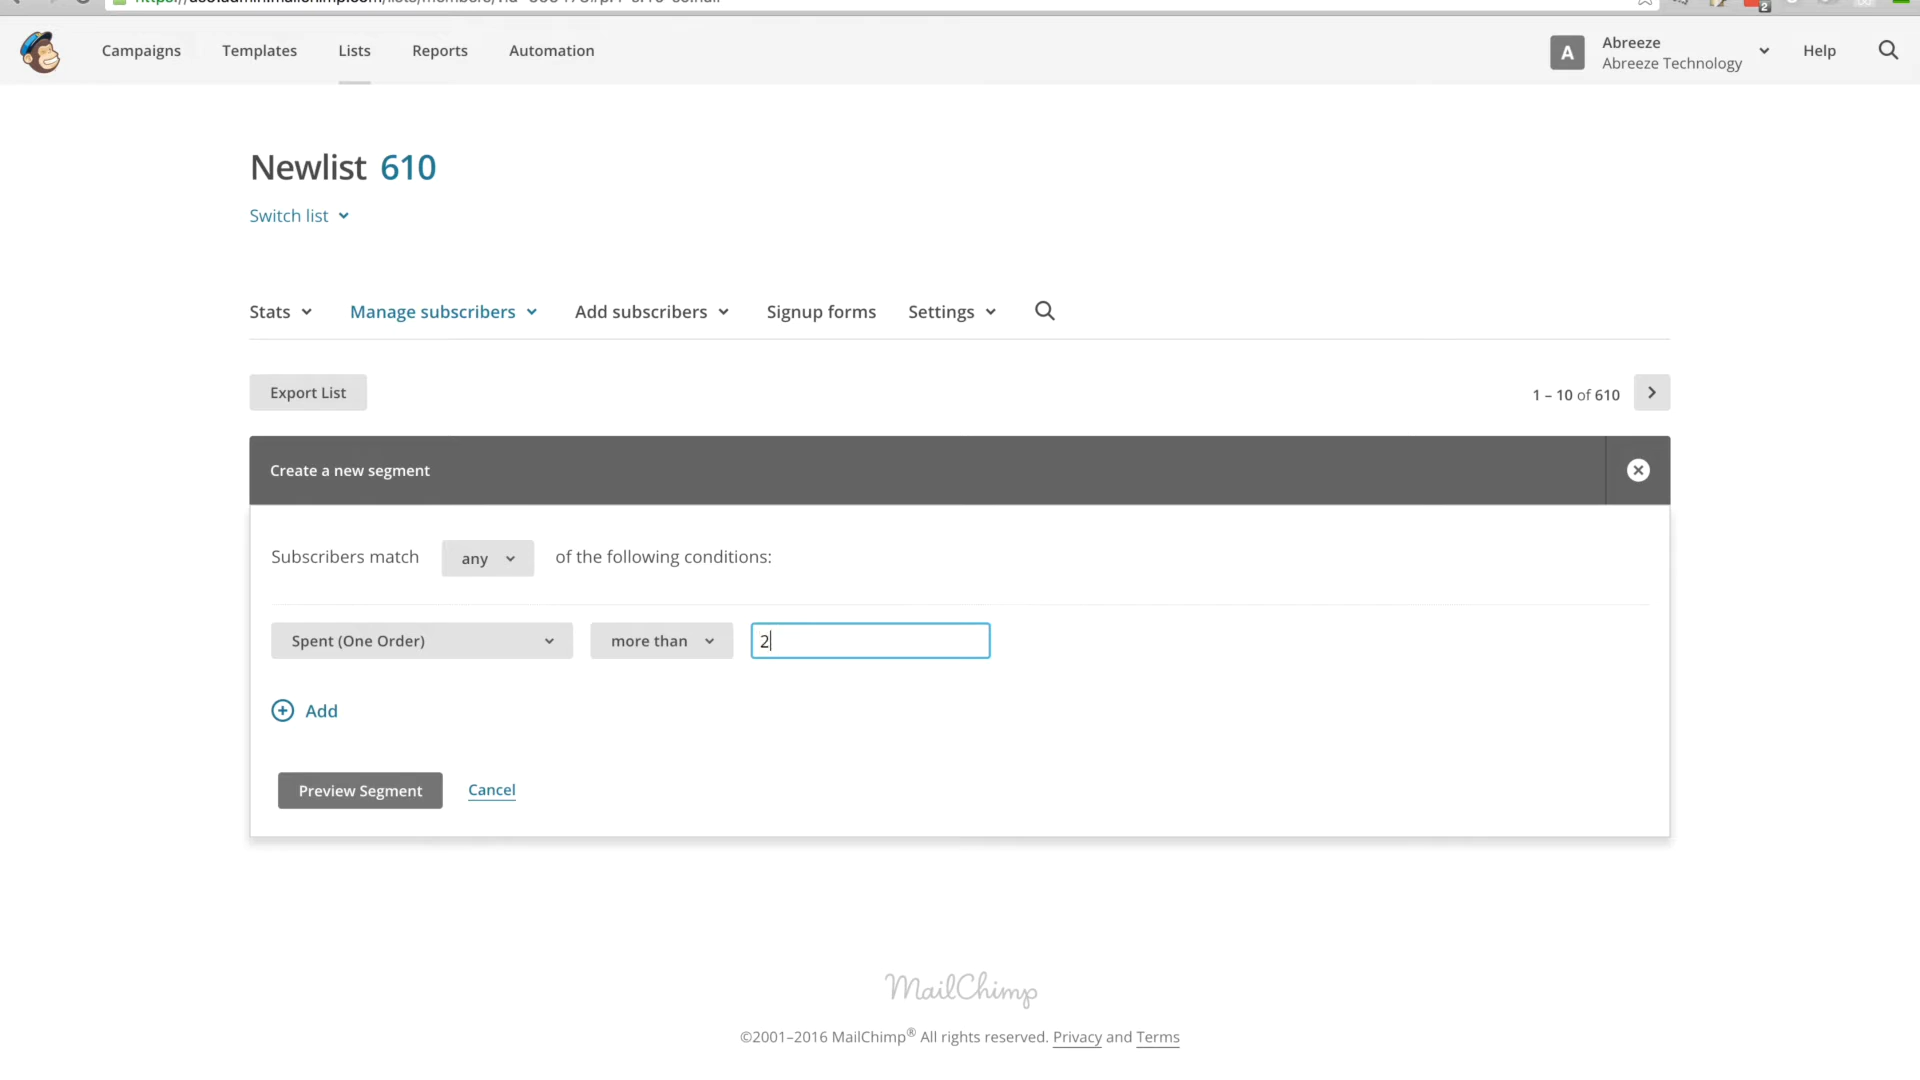 2
Campaigns Templates Lists Reports Automation
A Abreeze
Abreeze Technology
Help
Newlist 610
Switch list
Stats Manage subscribers Add subscribers Signup forms Settings
Export List
1 – 10 of 610
Create a new segment
Subscribers match any of the following conditions:
Spent (One Order) more than 2
Add
Preview Segment Cancel
MailChimp
©2001–2016 MailChimp® All rights reserved. Privacy and Terms